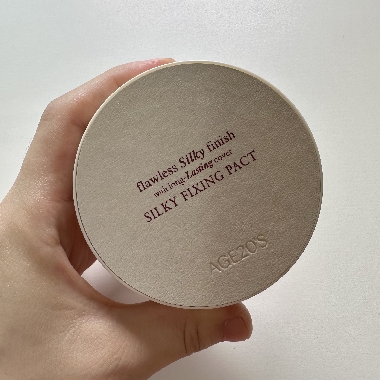 flawless Silky finish
with long-Lasting cover
SILKY FIXING PACT
AGE20'S